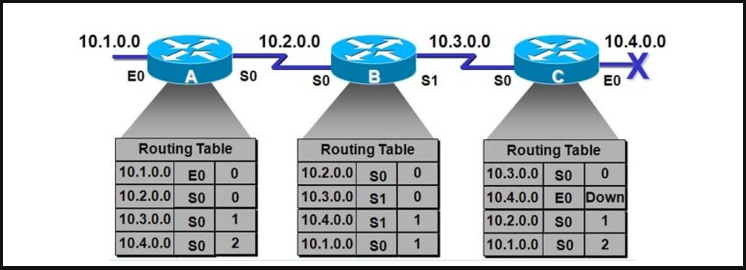 10.1.0.0 10.2.0.0 10.3.0.0 10.4.0.0
E0 A S0 S0 B S1 S0 C E0
X
Routing Table
10.1.0.0 E0 0
10.2.0.0 S0 0
10.3.0.0 S0 1
10.4.0.0 S0 2
Routing Table
10.2.0.0 S0 0
10.3.0.0 S1 0
10.4.0.0 S1 1
10.1.0.0 S0 1
Routing Table
10.3.0.0 S0 0
10.4.0.0 E0 Down
10.2.0.0 S0 1
10.1.0.0 S0 2